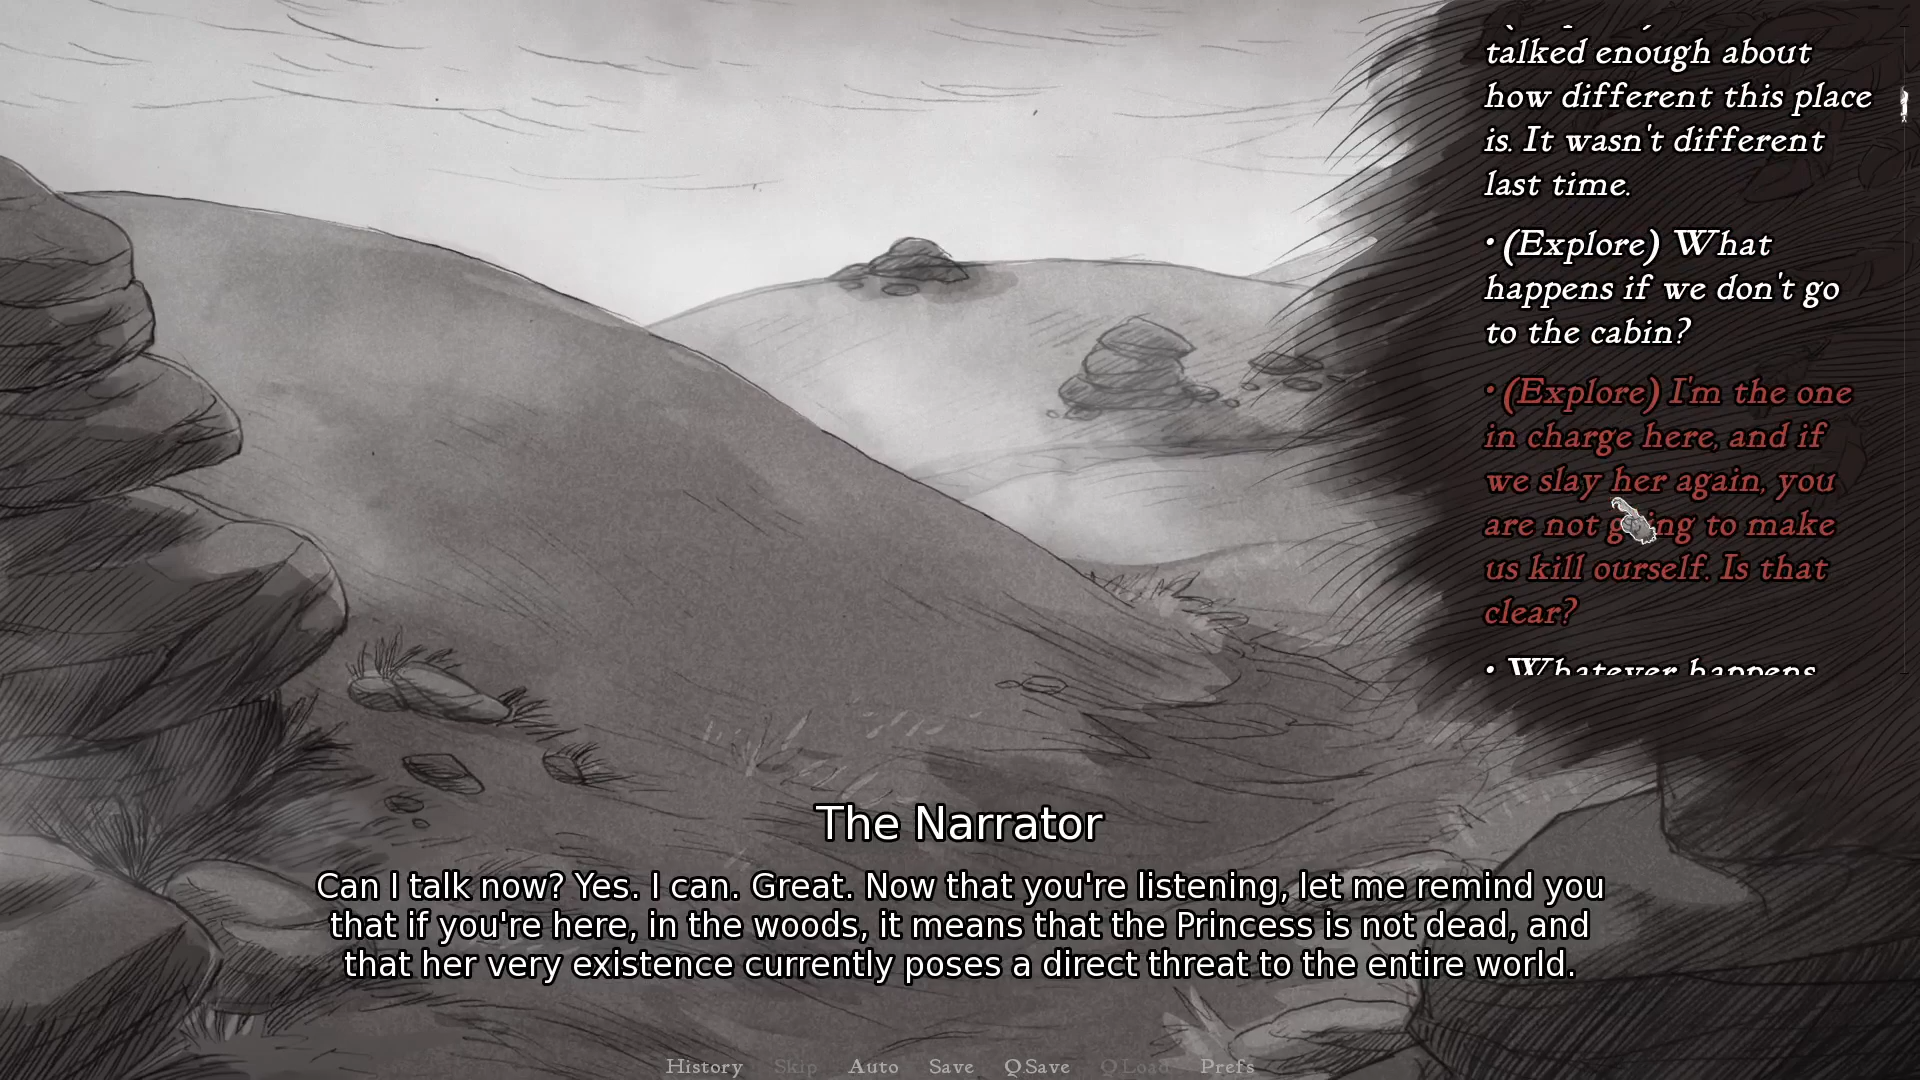 talked enough about
how different this place
is. It wasn't different
last time.
• (Explore) What
happens if we don't go
to the cabin?
• (Explore) I'm the one
in charge here, and if
we slay her again, you
are not going to make
us kill ourself. Is that
clear?
• Whatever happens
The Narrator
Can I talk now? Yes. I can. Great. Now that you're listening, let me remind you
that if you're here, in the woods, it means that the Princess is not dead, and
that her very existence currently poses a direct threat to the entire world.
History Skip Auto Save Q.Save Q.Load Prefs